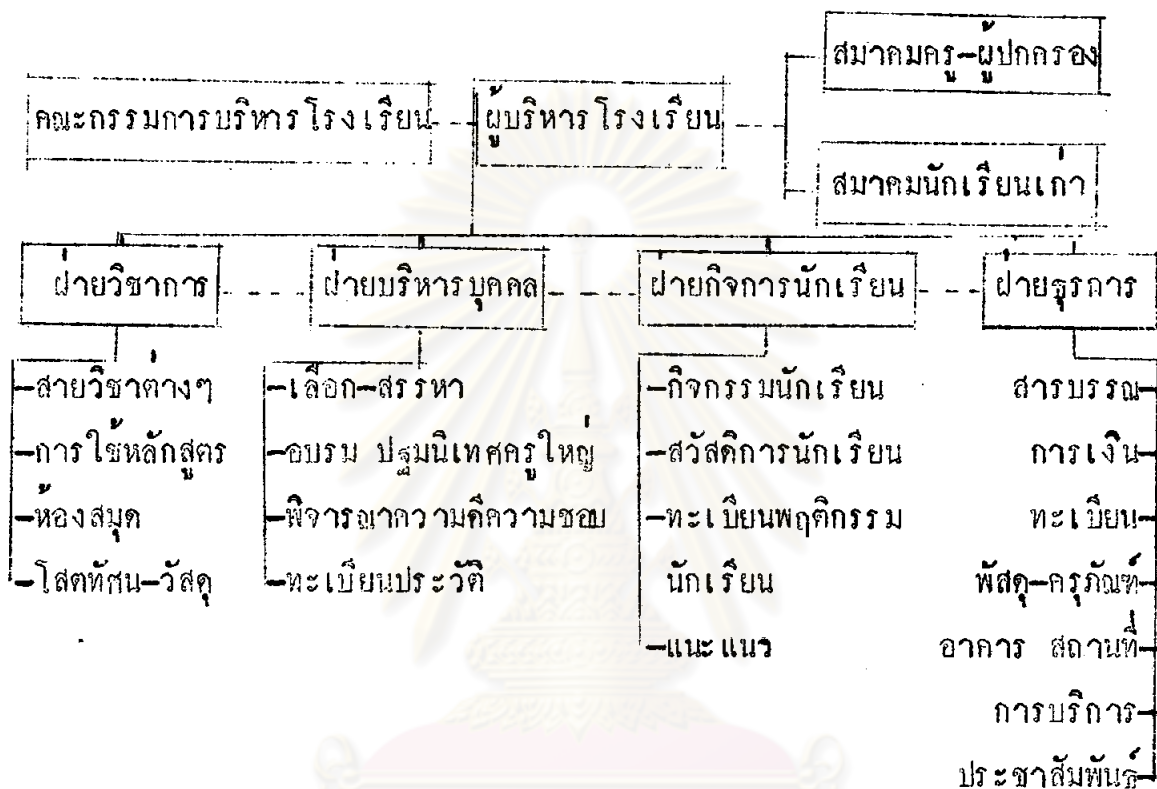 สมาคมครู-ผู้ปกครอง
คณะกรรมการบริหารโรงเรียน
ผู้บริหารโรงเรียน
สมาคมนักเรียนเก่า
ฝ่ายวิชาการ
ฝ่ายบริหารบุคคล
ฝ่ายกิจการนักเรียน
ฝ่ายธุรการ
-สายวิชาต่างๆ
-การใช้หลักสูตร
-ห้องสมุด
-โสตทัศน-วัสดุ
-เลือก-สรรหา
-อบรม ปฐมนิเทศครูใหญ่
-พิจารณาความดีความชอบ
-ทะเบียนประวัติ
-กิจกรรมนักเรียน
-สวัสดิการนักเรียน
-ทะเบียนพฤติกรรม
นักเรียน
-แนะแนว
สารบรรณ-
การเงิน-
ทะเบียน-
พัสดุ-ครุภัณฑ์-
อาคาร สถานที่-
การบริการ-
ประชาสัมพันธ์-